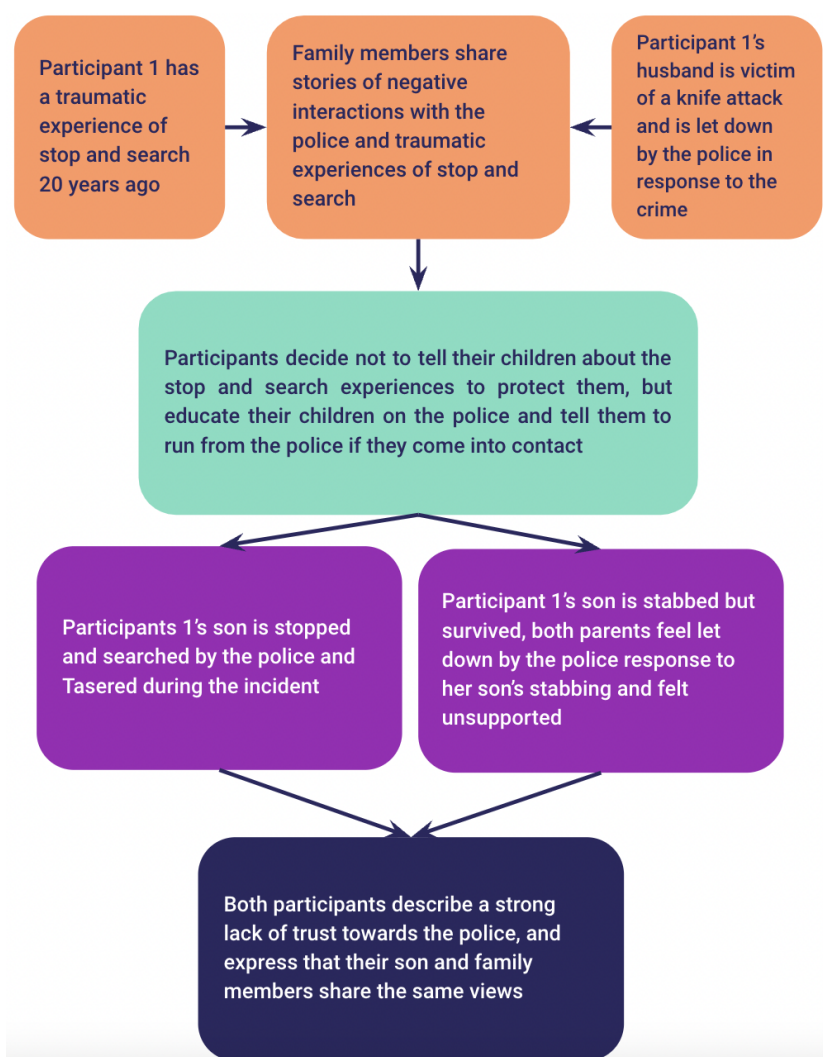 Participant 1 has
a traumatic
experience of
stop and search
20 years ago
Family members share
stories of negative
interactions with the
police and traumatic
experiences of stop and
search
Participant 1’s
husband is victim
of a knife attack
and is let down
by the police in
response to the
crime
Participants decide not to tell their children about the
stop and search experiences to protect them, but
educate their children on the police and tell them to
run from the police if they come into contact
Participants 1’s son is stopped
and searched by the police and
Tasered during the incident
Participant 1’s son is stabbed but
survived, both parents feel let
down by the police response to
her son’s stabbing and felt
unsupported
Both participants describe a strong
lack of trust towards the police, and
express that their son and family
members share the same views